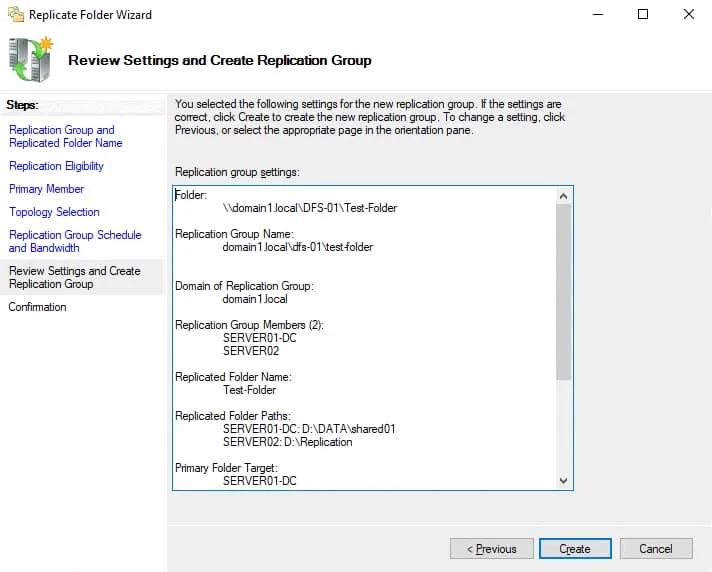 Replicate Folder Wizard
Review Settings and Create Replication Group
Steps:
Replication Group and
Replicated Folder Name
Replication Eligibility
Primary Member
Topology Selection
Replication Group Schedule
and Bandwidth
Review Settings and Create
Replication Group
Confirmation
You selected the following settings for the new replication group. If the settings are
correct, click Create to create the new replication group. To change a setting, click
Previous, or select the appropriate page in the orientation pane.
Replication group settings:
Folder:
\\domain1.local\DFS-01\Test-Folder
Replication Group Name:
domain1.local\dfs-01\test-folder
Domain of Replication Group:
domain1.local
Replication Group Members (2):
SERVER01-DC
SERVER02
Replicated Folder Name:
Test-Folder
Replicated Folder Paths:
SERVER01-DC: D:\DATA\shared01
SERVER02: D:\Replication
Primary Folder Target:
SERVER01-DC
< Previous
Create
Cancel